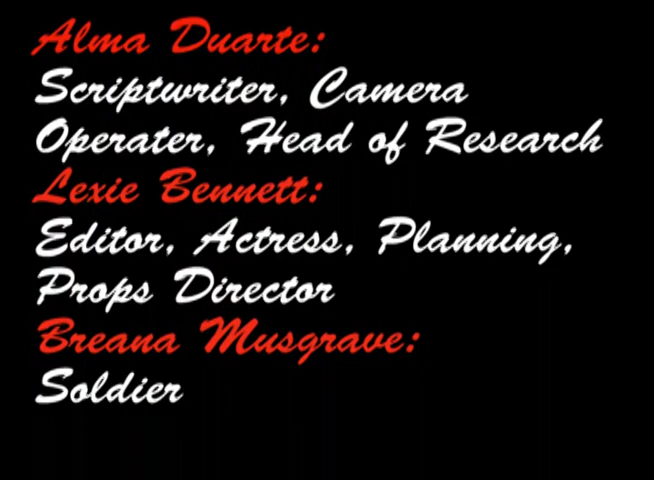 Alma Duarte:
Scriptwriter, Camera
Operater, Head of Research
Lexie Bennett:
Editor, Actress, Planning,
Props Director
Breana Musgrave:
Soldier